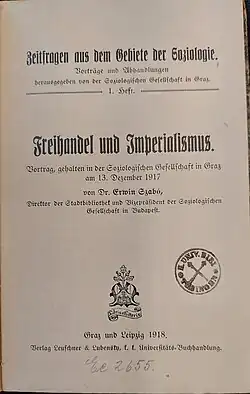 Zeitfragen aus dem Gebiete der Soziologie.
Vorträge und Abhandlungen
herausgegeben von der Soziologischen Gesellschaft in Graz.
1. Heft.
Freihandel und Imperialismus.
Vortrag, gehalten in der Soziologischen Gesellschaft in Graz
am 13. Dezember 1917
von Dr. Erwin Szabó,
Direktor der Stadtbibliothek und Vizepräsident der Soziologischen
Gesellschaft in Budapest.
Graz und Leipzig 1918.
Verlag Leuschner & Lubensky, k. k. Universitäts-Buchhandlung.
2655.